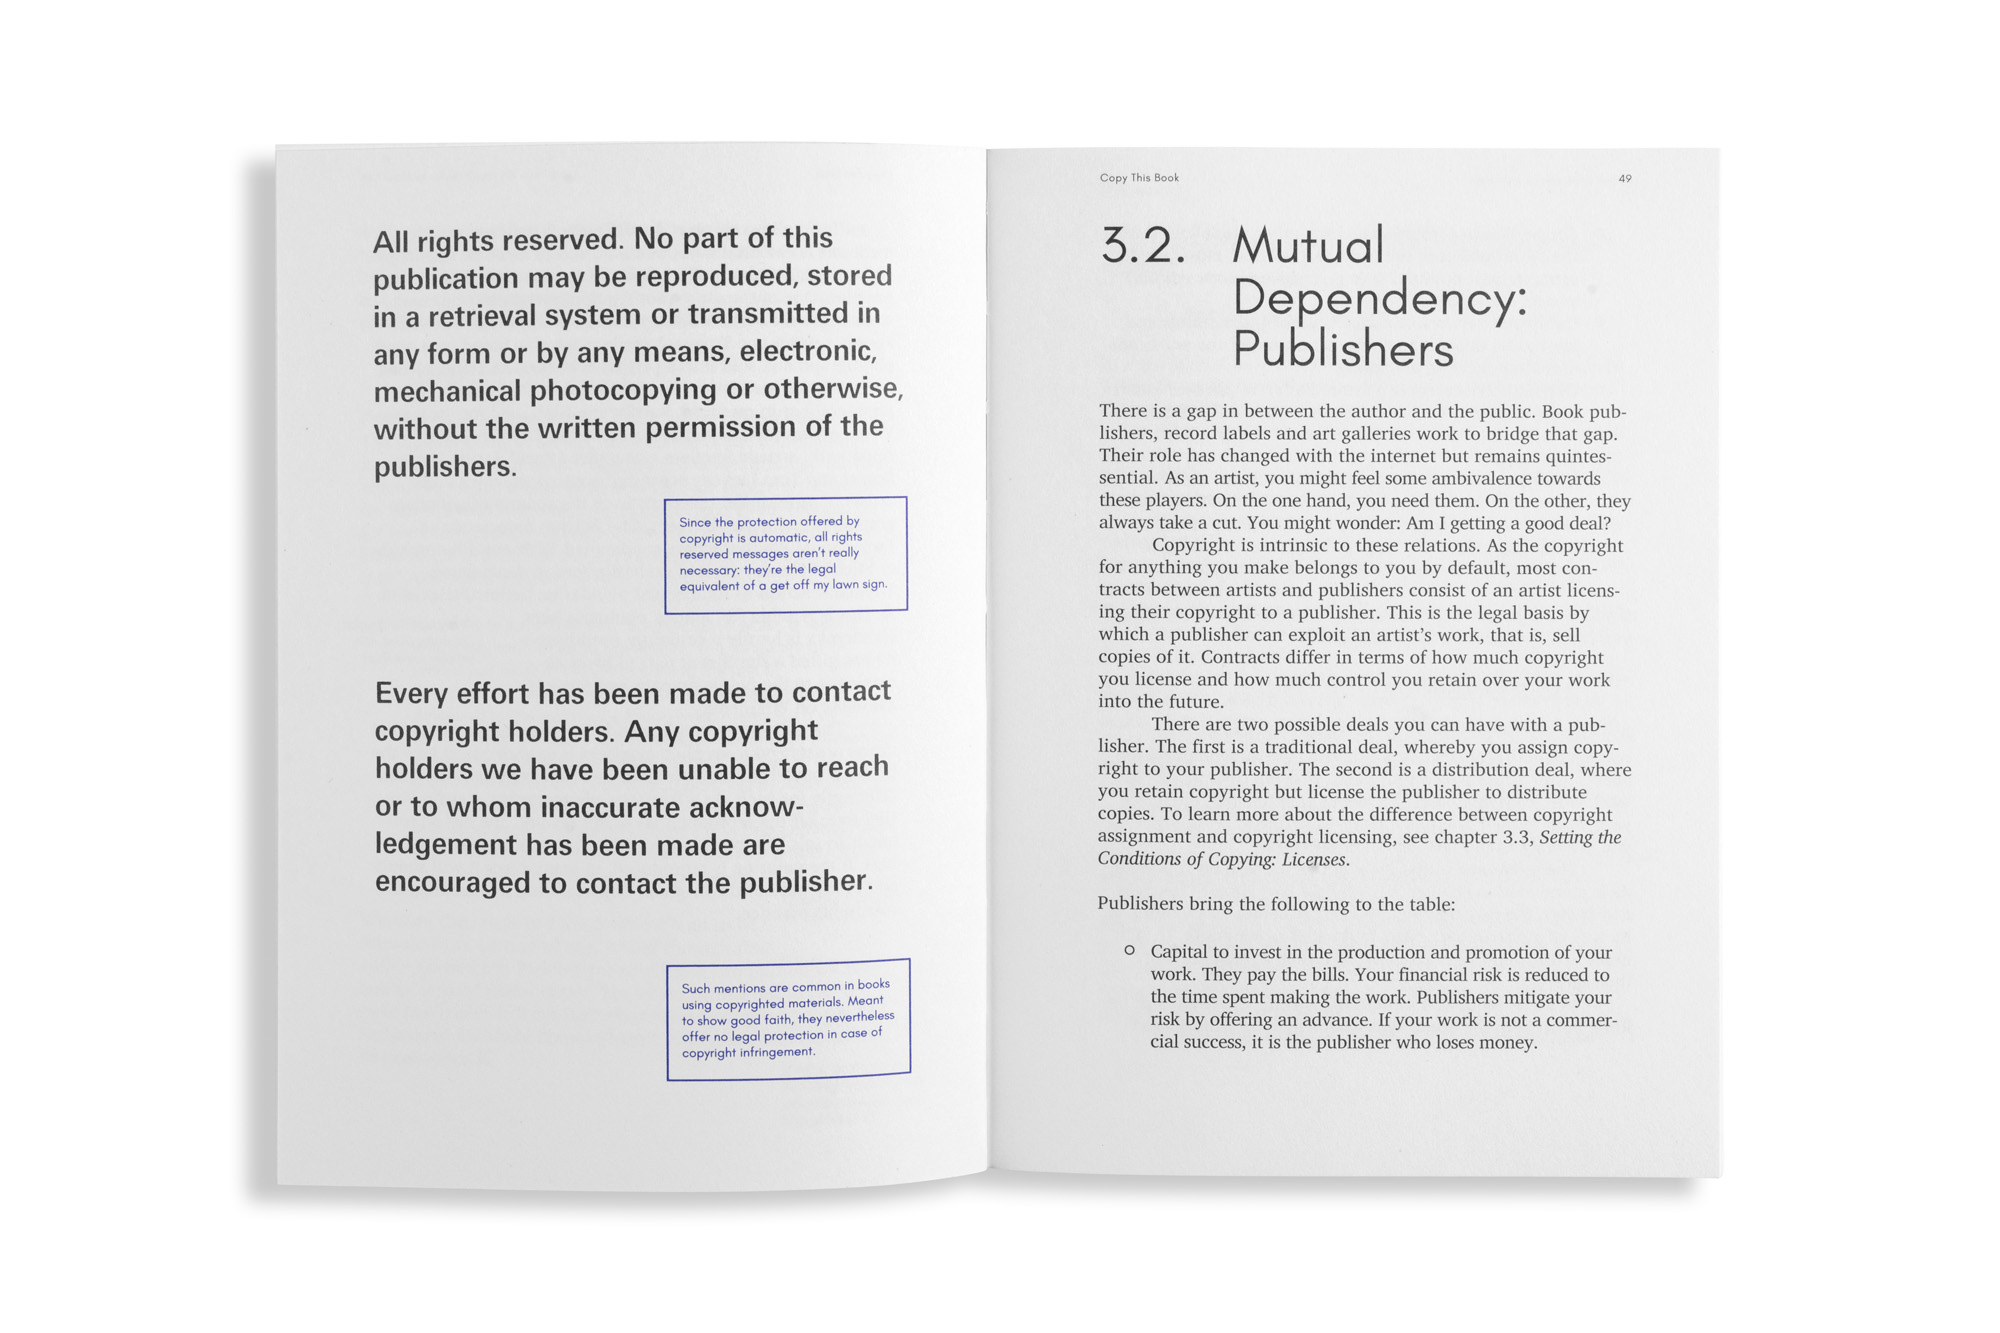 All rights reserved. No part of this
publication may be reproduced, stored
in a retrieval system or transmitted in
any form or by any means, electronic,
mechanical photocopying or otherwise,
without the written permission of the
publishers.
Since the protection offered by
copyright is automatic, all rights
reserved messages aren't really
necessary: they're the legal
equivalent of a get off my lawn sign.
Every effort has been made to contact
copyright holders. Any copyright
holders we have been unable to reach
or to whom inaccurate acknow-
ledgement has been made are
encouraged to contact the publisher.
Such mentions are common in books
using copyrighted materials. Meant
to show good faith, they nevertheless
offer no legal protection in case of
copyright infringement.
Copy This Book 49
3.2. Mutual
Dependency:
Publishers
There is a gap in between the author and the public. Book pub-
lishers, record labels and art galleries work to bridge that gap.
Their role has changed with the internet but remains quintes-
sential. As an artist, you might feel some ambivalence towards
these players. On the one hand, you need them. On the other, they
always take a cut. You might wonder: Am I getting a good deal?
Copyright is intrinsic to these relations. As the copyright
for anything you make belongs to you by default, most con-
tracts between artists and publishers consist of an artist licens-
ing their copyright to a publisher. This is the legal basis by
which a publisher can exploit an artist's work, that is, sell
copies of it. Contracts differ in terms of how much copyright
you license and how much control you retain over your work
into the future.
There are two possible deals you can have with a pub-
lisher. The first is a traditional deal, whereby you assign copy-
right to your publisher. The second is a distribution deal, where
you retain copyright but license the publisher to distribute
copies. To learn more about the difference between copyright
assignment and copyright licensing, see chapter 3.3, Setting the
Conditions of Copying: Licenses.
Publishers bring the following to the table:
○ Capital to invest in the production and promotion of your
work. They pay the bills. Your financial risk is reduced to
the time spent making the work. Publishers mitigate your
risk by offering an advance. If your work is not a commer-
cial success, it is the publisher who loses money.